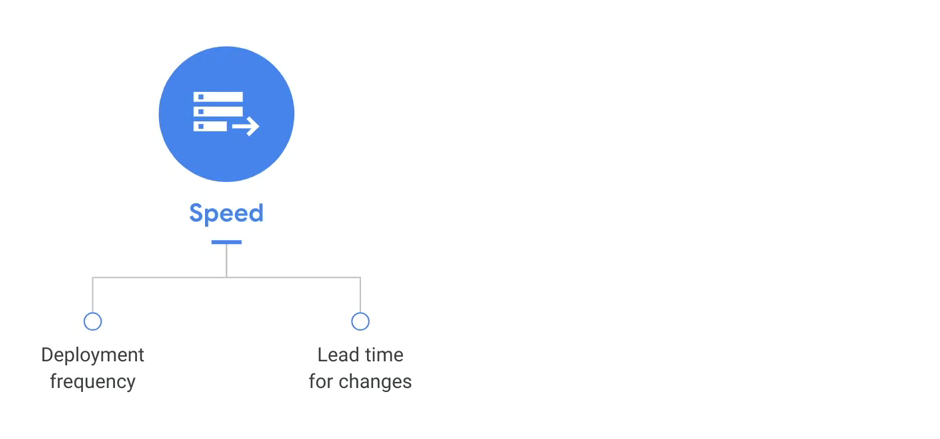 Speed
Deployment
frequency
Lead time
for changes